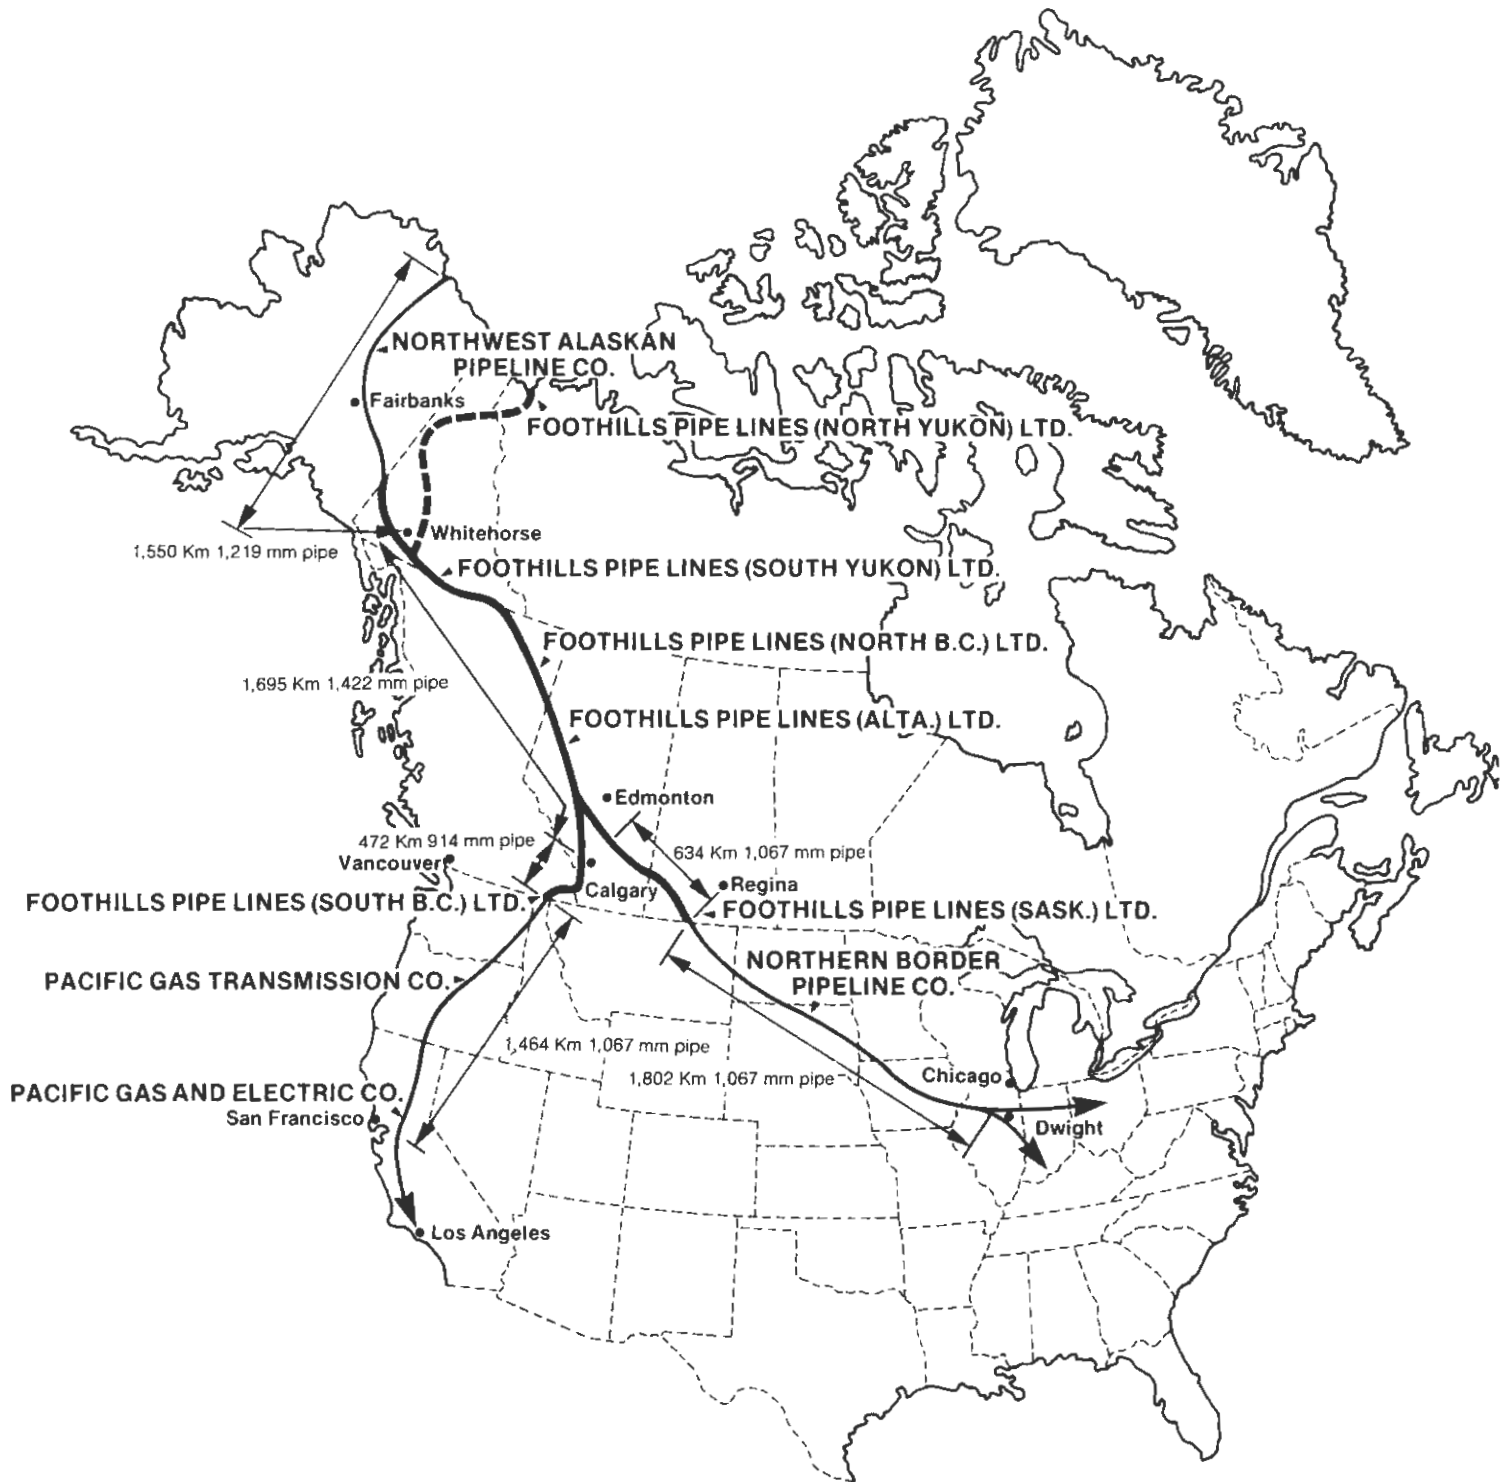 NORTHWEST ALASKAN
PIPELINE CO.
Fairbanks
FOOTHILLS PIPE LINES (NORTH YUKON) LTD.
Whitehorse
1,550 Km 1,219 mm pipe
FOOTHILLS PIPE LINES (SOUTH YUKON) LTD.
FOOTHILLS PIPE LINES (NORTH B.C.) LTD.
1,695 Km 1,422 mm pipe
FOOTHILLS PIPE LINES (ALTA.) LTD.
Edmonton
472 Km 914 mm pipe
634 Km 1,067 mm pipe
Vancouver
Calgary
Regina
FOOTHILLS PIPE LINES (SOUTH B.C.) LTD.
FOOTHILLS PIPE LINES (SASK.) LTD.
NORTHERN BORDER
PIPELINE CO.
PACIFIC GAS TRANSMISSION CO.
1,464 Km 1,067 mm pipe
1,802 Km 1,067 mm pipe
Chicago
PACIFIC GAS AND ELECTRIC CO.
San Francisco
Dwight
Los Angeles